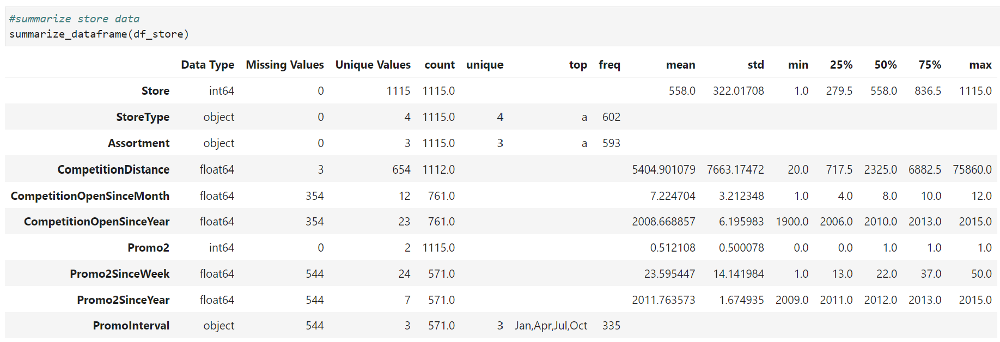 #summarize store data
summarize_dataframe(df_store)
Data Type Missing Values Unique Values count unique top freq mean std min 25% 50% 75% max
Store int64 0 1115 1115.0 558.0 322.01708 1.0 279.5 558.0 836.5 1115.0
StoreType object 0 4 1115.0 4 a 602
Assortment object 0 3 1115.0 3 a 593
CompetitionDistance float64 3 654 1112.0 5404.901079 7663.17472 20.0 717.5 2325.0 6882.5 75860.0
CompetitionOpenSinceMonth float64 354 12 761.0 7.224704 3.212348 1.0 4.0 8.0 10.0 12.0
CompetitionOpenSinceYear float64 354 23 761.0 2008.668857 6.195983 1900.0 2006.0 2010.0 2013.0 2015.0
Promo2 int64 0 2 1115.0 0.512108 0.500078 0.0 0.0 1.0 1.0 1.0
Promo2SinceWeek float64 544 24 571.0 23.595447 14.141984 1.0 13.0 22.0 37.0 50.0
Promo2SinceYear float64 544 7 571.0 2011.763573 1.674935 2009.0 2011.0 2012.0 2013.0 2015.0
PromoInterval object 544 3 571.0 3 Jan,Apr,Jul,Oct 335